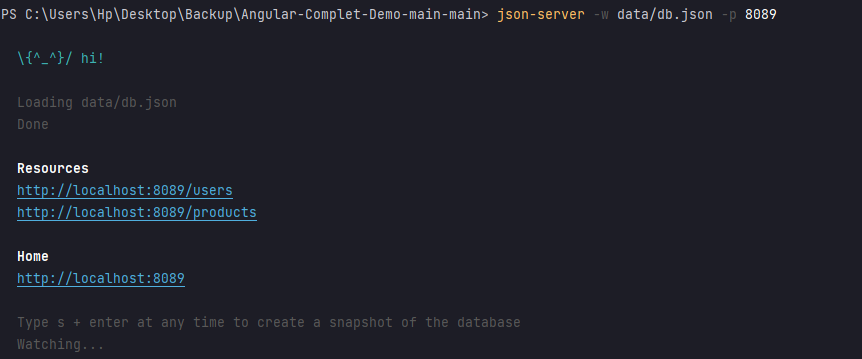 PS C:\Users\Hp\Desktop\Backup\Angular-Complet-Demo-main-main> json-server -w data/db.json -p 8089
\{^_^}/ hi!
Loading data/db.json
Done
Resources
http://localhost:8089/users
http://localhost:8089/products
Home
http://localhost:8089
Type s + enter at any time to create a snapshot of the database
Watching...